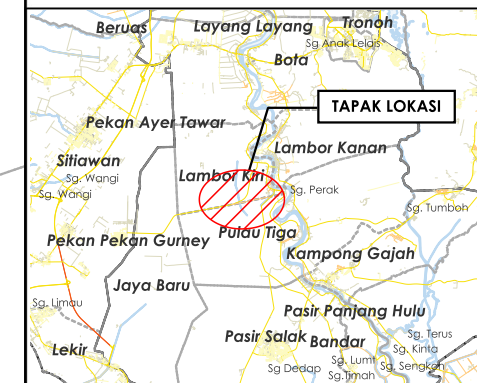 Beruas
Layang Layang
Tronoh
Sg Anak Lelais
Bota
TAPAK LOKASI
Pekan Ayer Tawar
Lambor Kanan
Sitiawan
Sg. Wangi
Sg. Wangi
Lambor Kiri
Sg. Perak
Sg. Tumboh
Pulau Tiga
Pekan Pekan Gurney
Kampong Gajah
Jaya Baru
Sg. Limau
Pasir Panjang Hulu
Pasir Salak
Bandar
Sg. Terus
Sg. Kinta
Lekir
Sg Dedap
Sg. Lumt
Sg. Sengkoh
Sg.Timah